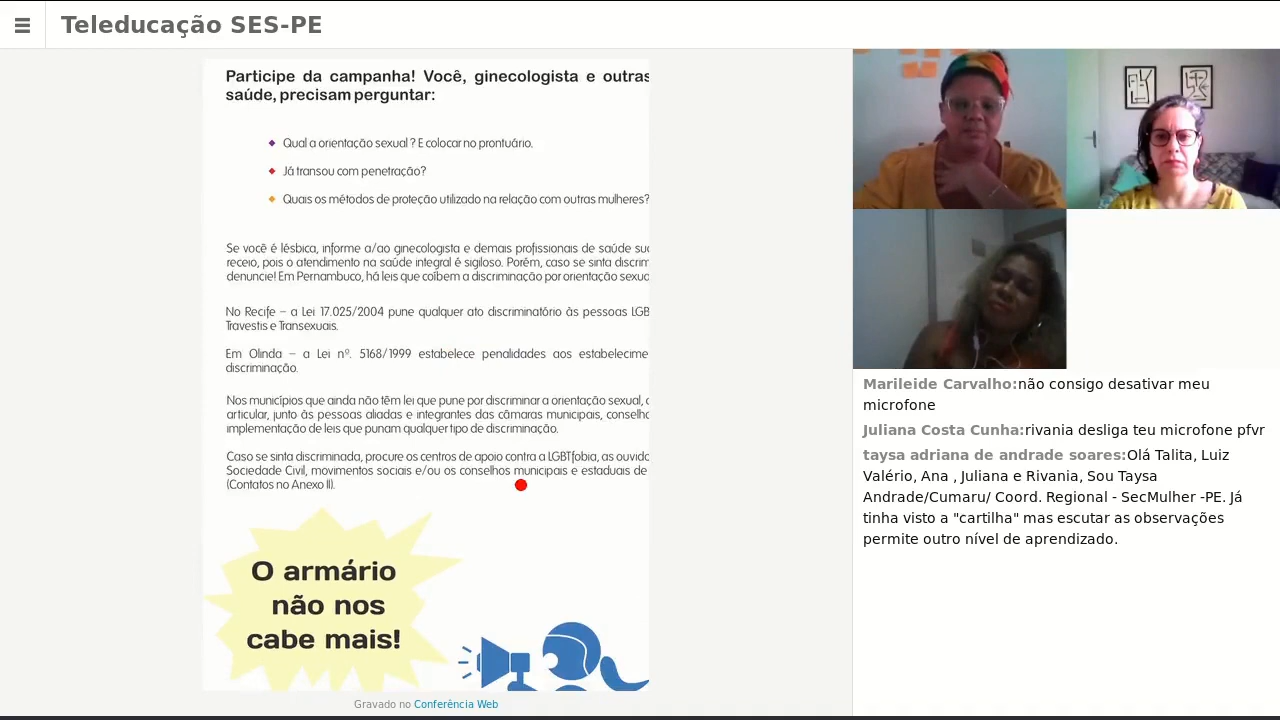 Teleducação SES-PE
Participe da campanha! Você, ginecologista e outras
saúde, precisam perguntar:
Qual a orientação sexual ? E colocar no prontuário.
Já transou com penetração?
Quais os métodos de proteção utilizado na relação com outras mulheres?
Se você é lésbica, informe a/ao ginecologista e demais profissionais de saúde
receio, pois o atendimento na saúde integral é sigiloso. Porém, caso se sinta
denuncie! Em Pernambuco, há leis que coíbem a discriminação por orientação
No Recife – a Lei 17.025/2004 pune qualquer ato discriminatório às pessoas
Travestis e Transexuais.
Em Olinda – a Lei nº. 5168/1999 estabelece penalidades aos
discriminação.
Nos municípios que ainda não têm lei que pune por discriminar a orientação sexual,
articular, junto às pessoas aliadas e integrantes das câmaras municipais,
implementação de leis que punam qualquer tipo de discriminação.
Caso se sinta discriminada, procure os centros de apoio contra a LGBTfobia, as
Sociedade Civil, movimentos sociais e/ou os conselhos municipais e estaduais de
(Contatos no Anexo II).
O armário
não nos
cabe mais!
Gravado no Conferência Web
Marileide Carvalho:não consigo desativar meu
microfone
Juliana Costa Cunha:rivania desliga teu microfone pfvr
taysa adriana de andrade soares:Olá Talita, Luiz
Valério, Ana , Juliana e Rivania, Sou Taysa
Andrade/Cumaru/ Coord. Regional - SecMulher -PE. Já
tinha visto a "cartilha" mas escutar as observações
permite outro nível de aprendizado.